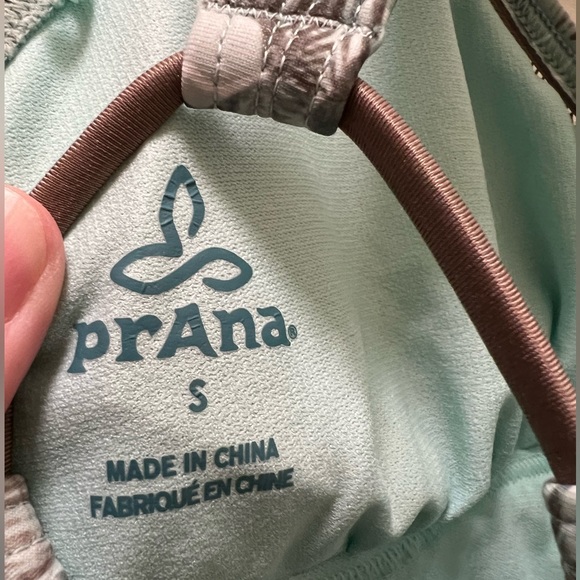 prAna®
S
MADE IN CHINA
FABRIQUÉ EN CHINE